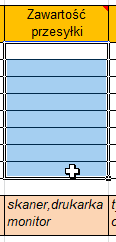 Zawartość
przesyłki
skaner,drukarka
monitor